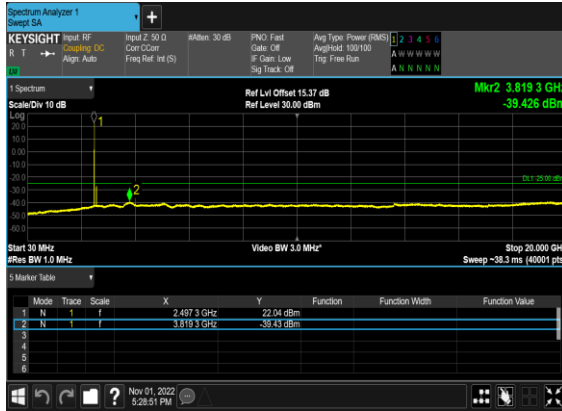 Spectrum Analyzer 1
Swept SA
KEYSIGHT Input: RF Input Z: 50 Ω #Atten: 30 dB PNO: Fast Avg Type: Power (RMS) 1 2 3 4 5 6
R T Coupling: DC Corr CCorr Gate: Off Avg|Hold: 100/100 A W W W W W
Align: Auto Freq Ref: Int (S) IF Gain: Low Trig: Free Run
Sig Track: Off A N N N N N
LU
1 Spectrum Ref Lvl Offset 15.37 dB Mkr2 3.819 3 GHz
Scale/Div 10 dB Ref Level 30.00 dBm -39.426 dBm
Log
20.0
10.0
0.00
-10.0
-20.0
-30.0
-40.0
-50.0
-60.0
1
2
DL1 -25.00 dBm
Start 30 MHz Video BW 3.0 MHz* Stop 20.000 GH
#Res BW 1.0 MHz Sweep ~38.3 ms (40001 pts
5 Marker Table
Mode Trace Scale X Y Function Function Width Function Value
1 N 1 f 2.497 3 GHz 22.04 dBm
2 N 1 f 3.819 3 GHz -39.43 dBm
3
4
5
6
? Nov 01, 2022
5:28:51 PM